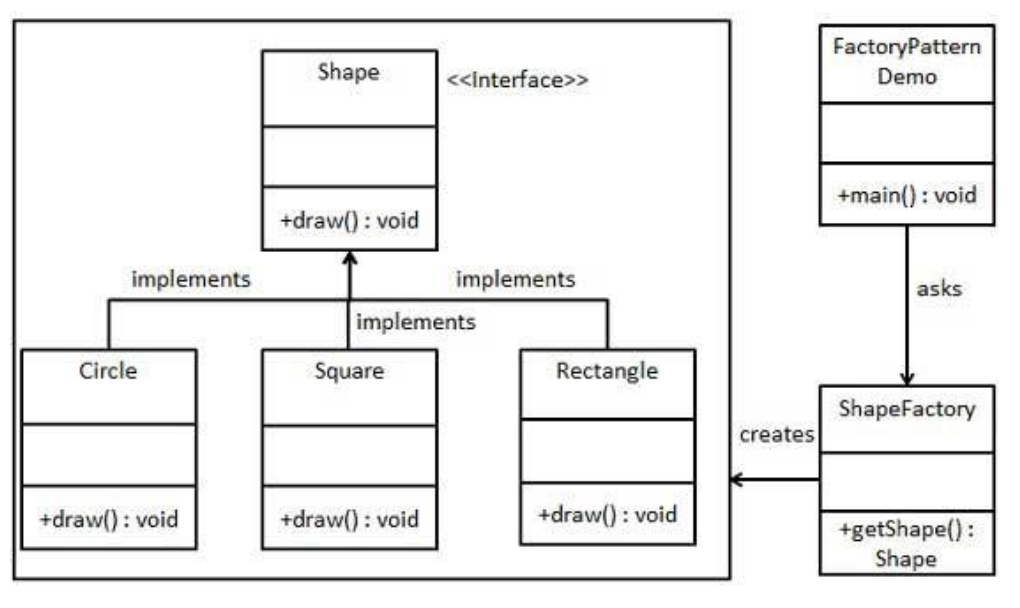 Shape
<<Interface>>
+draw() : void
implements
implements
implements
Circle
+draw() : void
Square
+draw() : void
Rectangle
+draw() : void
FactoryPattern
Demo
+main() : void
asks
ShapeFactory
+getShape() :
Shape
creates